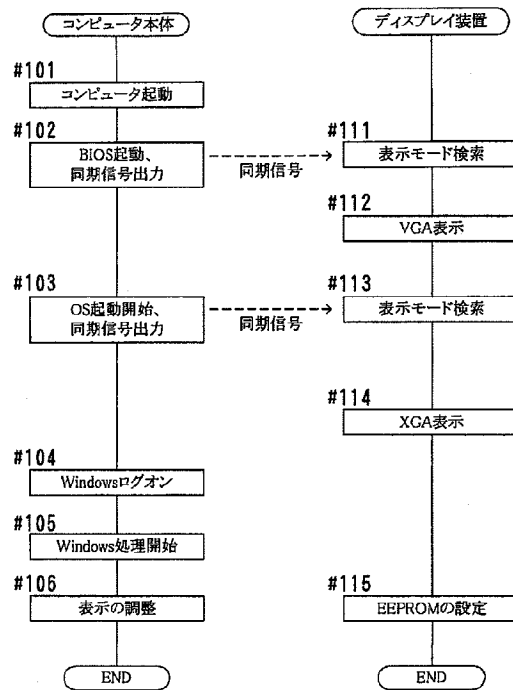 コンピュータ本体
ディスプレイ装置
#101
コンピュータ起動
#102
BIOS起動、
同期信号出力
同期信号
#111
表示モード検索
#112
VGA表示
#103
OS起動開始、
同期信号出力
同期信号
#113
表示モード検索
#114
XGA表示
#104
Windowsログオン
#105
Windows処理開始
#106
表示の調整
#115
EEPROMの設定
END
END